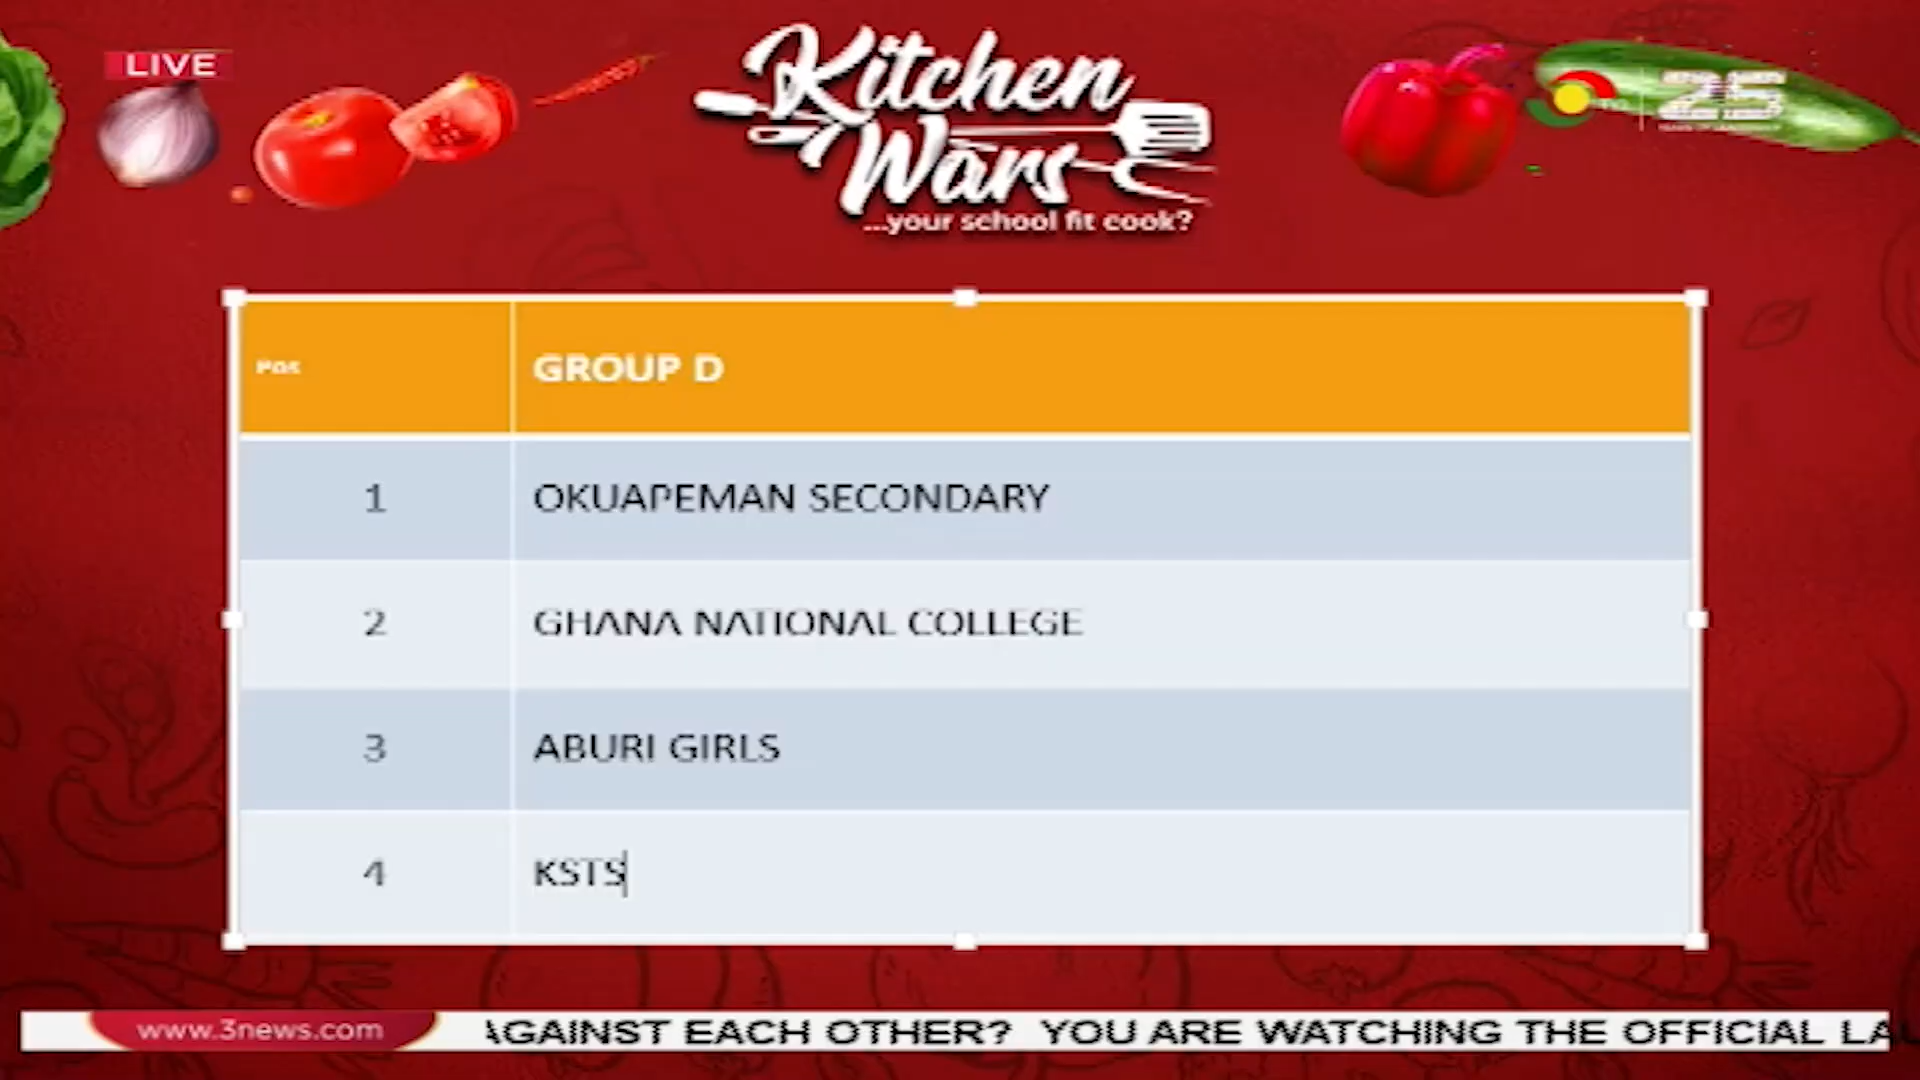 LIVE
Kitchen
Wars
...your school fit cook?
25
Pos GROUP D
1 OKUAPEMAN SECONDARY
2 GHANA NATIONAL COLLEGE
3 ABURI GIRLS
4 KSTS
www.3news.com AGAINST EACH OTHER? YOU ARE WATCHING THE OFFICIAL LA